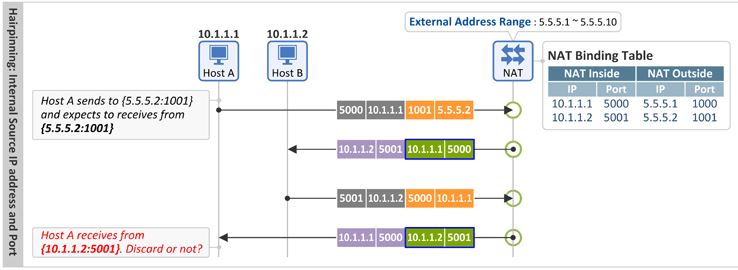 Hairpinning: Internal Source IP address and Port
External Address Range : 5.5.5.1 ~ 5.5.5.10
10.1.1.1
10.1.1.2
Host A
Host B
NAT
NAT Binding Table
NAT Inside NAT Outside
IP Port IP Port
10.1.1.1 5000 5.5.5.1 1000
10.1.1.2 5001 5.5.5.2 1001
Host A sends to {5.5.5.2:1001}
and expects to receives from
{5.5.5.2:1001}
5000 10.1.1.1 1001 5.5.5.2
10.1.1.2 5001 10.1.1.1 5000
5001 10.1.1.2 5000 10.1.1.1
Host A receives from
{10.1.1.2:5001}. Discard or not?
10.1.1.1 5000 10.1.1.2 5001